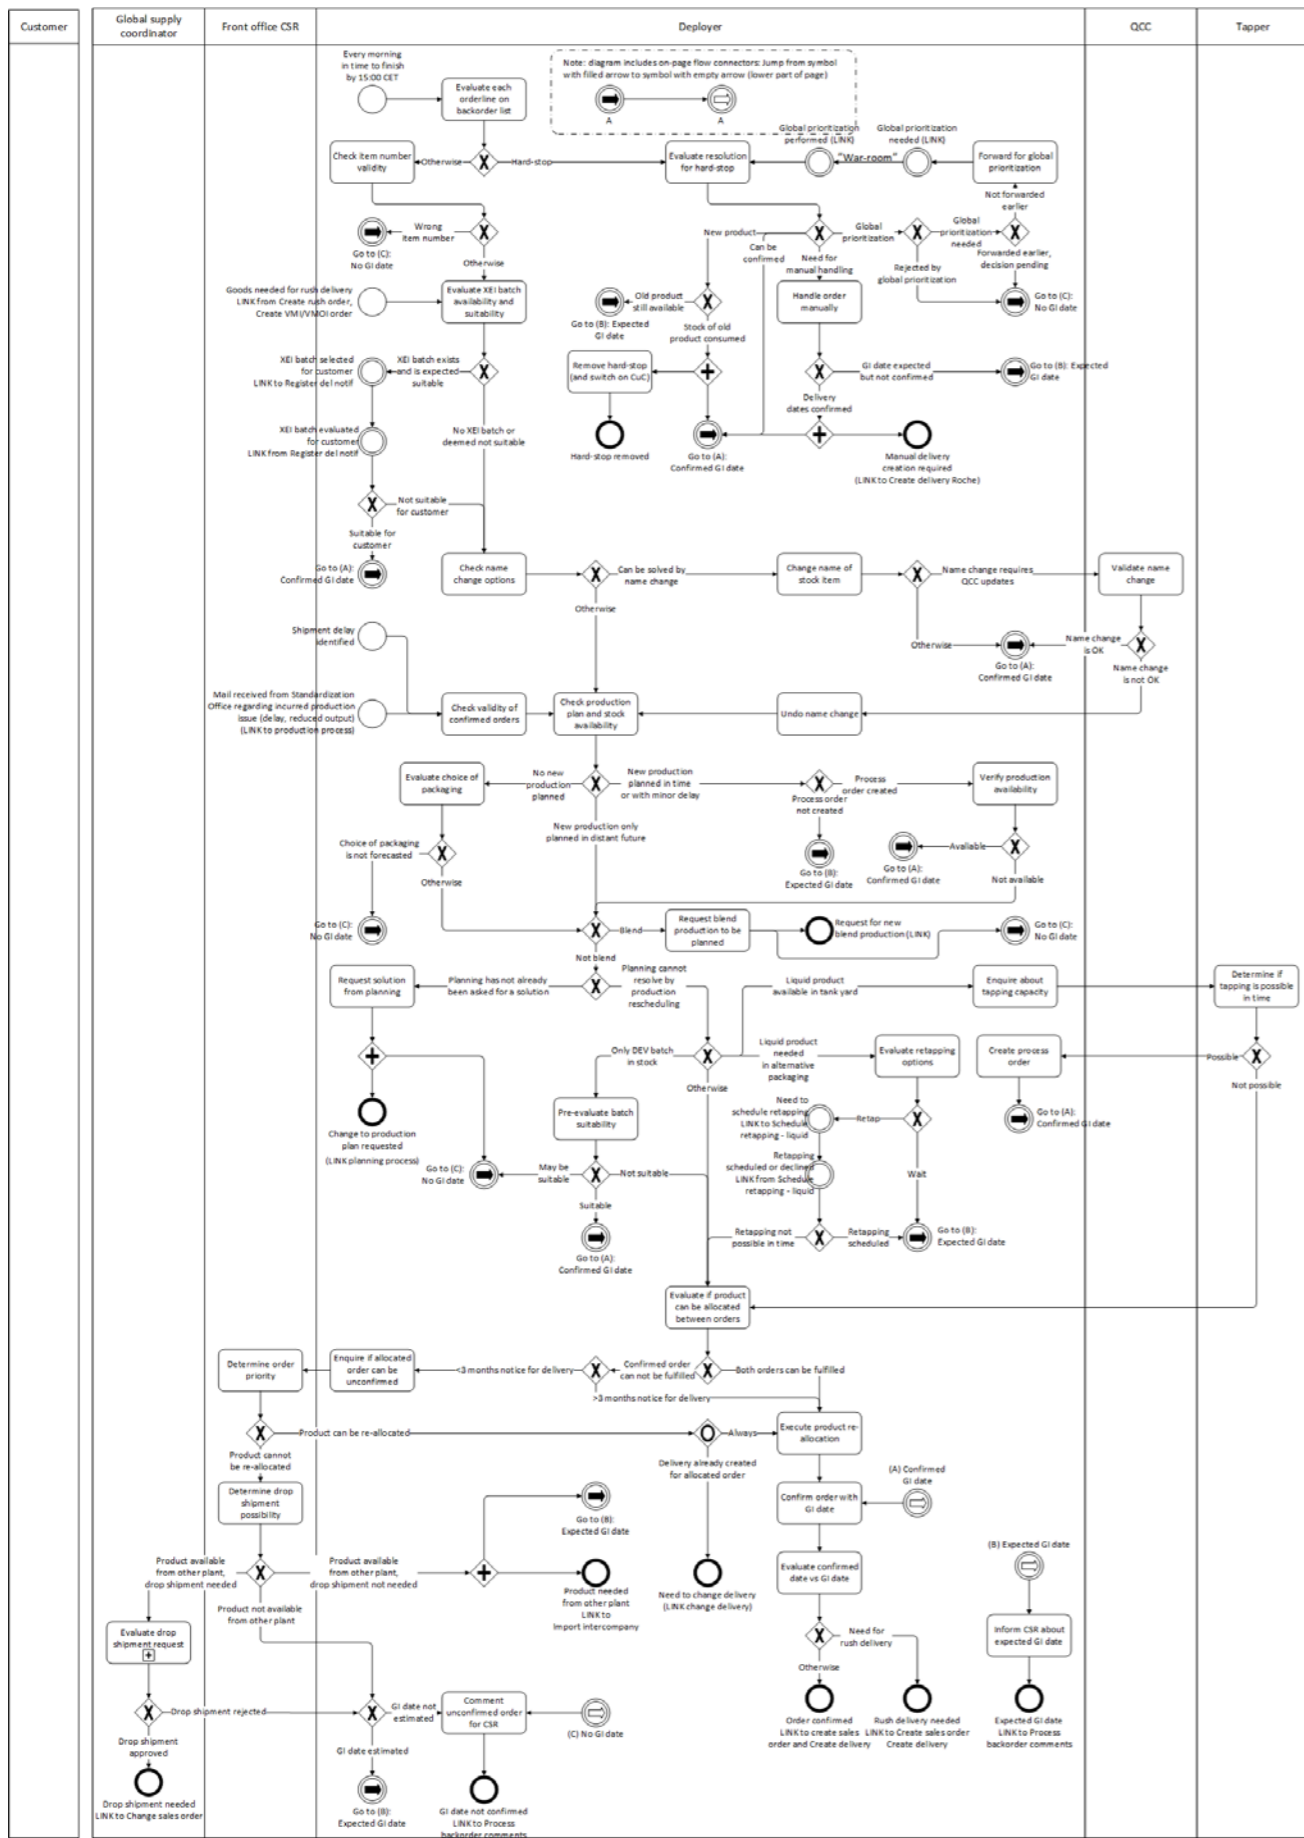 Customer
Global supply
coordinator
Front office CSR
Deployer
QCC
Tapper
Every morning
in time to finish
by 15:00 CET
Evaluate each
orderline on
backorder list
Note: diagram includes on-page flow connectors: Jump from symbol
with filled arrow to symbol with empty arrow (lower part of page)
A
A
Check item number
validity
Otherwise
Hard-stop
Evaluate resolution
for hard-stop
Global prioritization
performed (LINK)
"War-room"
Global prioritization
needed (LINK)
Forward for global
prioritization
Not forwarded
earlier
Wrong
item number
Go to (C):
No GI date
Otherwise
New product
Can be
confirmed
Need for
manual handling
Global
prioritization
Global
prioritization
needed
Forwarded earlier,
decision pending
Rejected by
global prioritization
Go to (C):
No GI date
Goods needed for rush delivery
LINK from Create rush order,
Create VMI/VMOI order
Evaluate XEI batch
availability and
suitability
Old product
still available
Go to (B): Expected
GI date
Stock of old
product consumed
Handle order
manually
XEI batch selected
for customer
LINK to Register del notif
XEI batch exists
and is expected
suitable
Remove hard-stop
(and switch on CuC)
GI date expected
but not confirmed
Go to (B): Expected
GI date
Delivery
dates confirmed
XEI batch evaluated
for customer
LINK from Register del notif
No XEI batch or
deemed not suitable
Hard-stop removed
Go to (A):
Confirmed GI date
Manual delivery
creation required
(LINK to Create delivery Roche)
Not suitable
for customer
Suitable for
customer
Go to (A):
Confirmed GI date
Check name
change options
Can be solved by
name change
Change name of
stock item
Name change requires
QCC updates
Validate name
change
Otherwise
Shipment delay
identified
Otherwise
Go to (A):
Confirmed GI date
Name change
is OK
Name change
is not OK
Mail received from Standardization
Office regarding incurred production
issue (delay, reduced output)
(LINK to production process)
Check validity of
confirmed orders
Check production
plan and stock
availability
Undo name change
Evaluate choice of
packaging
No new
production
planned
New production
planned in time
or with minor delay
Process
order created
Verify production
availability
Process order
not created
New production only
planned in distant future
Choice of packaging
is not forecasted
Otherwise
Go to (B):
Expected GI date
Available
Go to (A):
Confirmed GI date
Not available
Go to (C):
No GI date
Blend
Request blend
production to be
planned
Request for new
blend production (LINK)
Go to (C):
No GI date
Not blend
Request solution
from planning
Planning has not already
been asked for a solution
Planning cannot
resolve by
production
rescheduling
Liquid product
available in tank yard
Enquire about
tapping capacity
Determine if
tapping is possible
in time
Only DEV batch
in stock
Liquid product
needed
in alternative
packaging
Otherwise
Evaluate retapping
options
Create process
order
Possible
Not possible
Change to production
plan requested
(LINK planning process)
Pre-evaluate batch
suitability
Need to
schedule retapping
LINK to Schedule
retapping - liquid
Retap
Go to (A):
Confirmed GI date
Go to (C):
No GI date
May be
suitable
Not suitable
Retapping
scheduled or declined
LINK from Schedule
retapping - liquid
Wait
Suitable
Go to (A):
Confirmed GI date
Retapping not
possible in time
Retapping
scheduled
Go to (B):
Expected GI date
Evaluate if product
can be allocated
between orders
Determine order
priority
Enquire if allocated
order can be
unconfirmed
<3 months notice for delivery
Confirmed order
can not be fulfilled
Both orders can be fulfilled
>3 months notice for delivery
Product can be re-allocated
Always
Execute product re-
allocation
Product cannot
be re-allocated
Delivery already created
for allocated order
(A) Confirmed
GI date
Determine drop
shipment
possibility
Go to (B):
Expected GI date
Confirm order with
GI date
Product available
from other plant,
drop shipment needed
Product available
from other plant,
drop shipment not needed
Evaluate confirmed
date vs GI date
(B) Expected GI date
Product not available
from other plant
Product needed
from other plant
LINK to
Import intercompany
Need to change delivery
(LINK change delivery)
Evaluate drop
shipment request
Need for
rush delivery
Otherwise
Inform CSR about
expected GI date
Drop shipment rejected
GI date not
estimated
Comment
unconfirmed order
for CSR
(C) No GI date
Order confirmed
LINK to create sales
order and Create delivery
Rush delivery needed
LINK to Create sales order
Create delivery
Expected GI date
LINK to Process
backorder comments
Drop shipment
approved
GI date estimated
Drop shipment needed
LINK to Change sales order
Go to (B):
Expected GI date
GI date not confirmed
LINK to Process
backorder comments